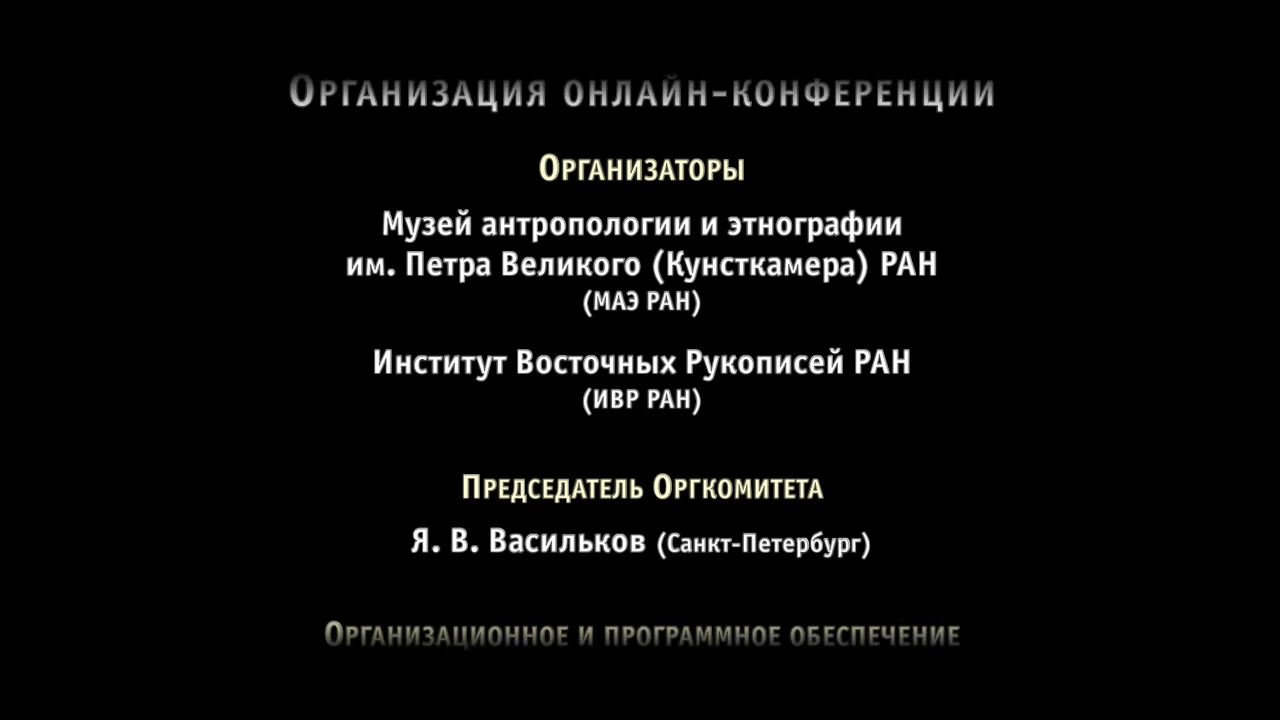 Организация онлайн-конференции
Организаторы
Музей антропологии и этнографии
им. Петра Великого (Кунсткамера) РАН
(МАЭ РАН)
Институт Восточных Рукописей РАН
(ИВР РАН)
Председатель Оргкомитета
Я. В. Васильков (Санкт-Петербург)
Организационное и программное обеспечение